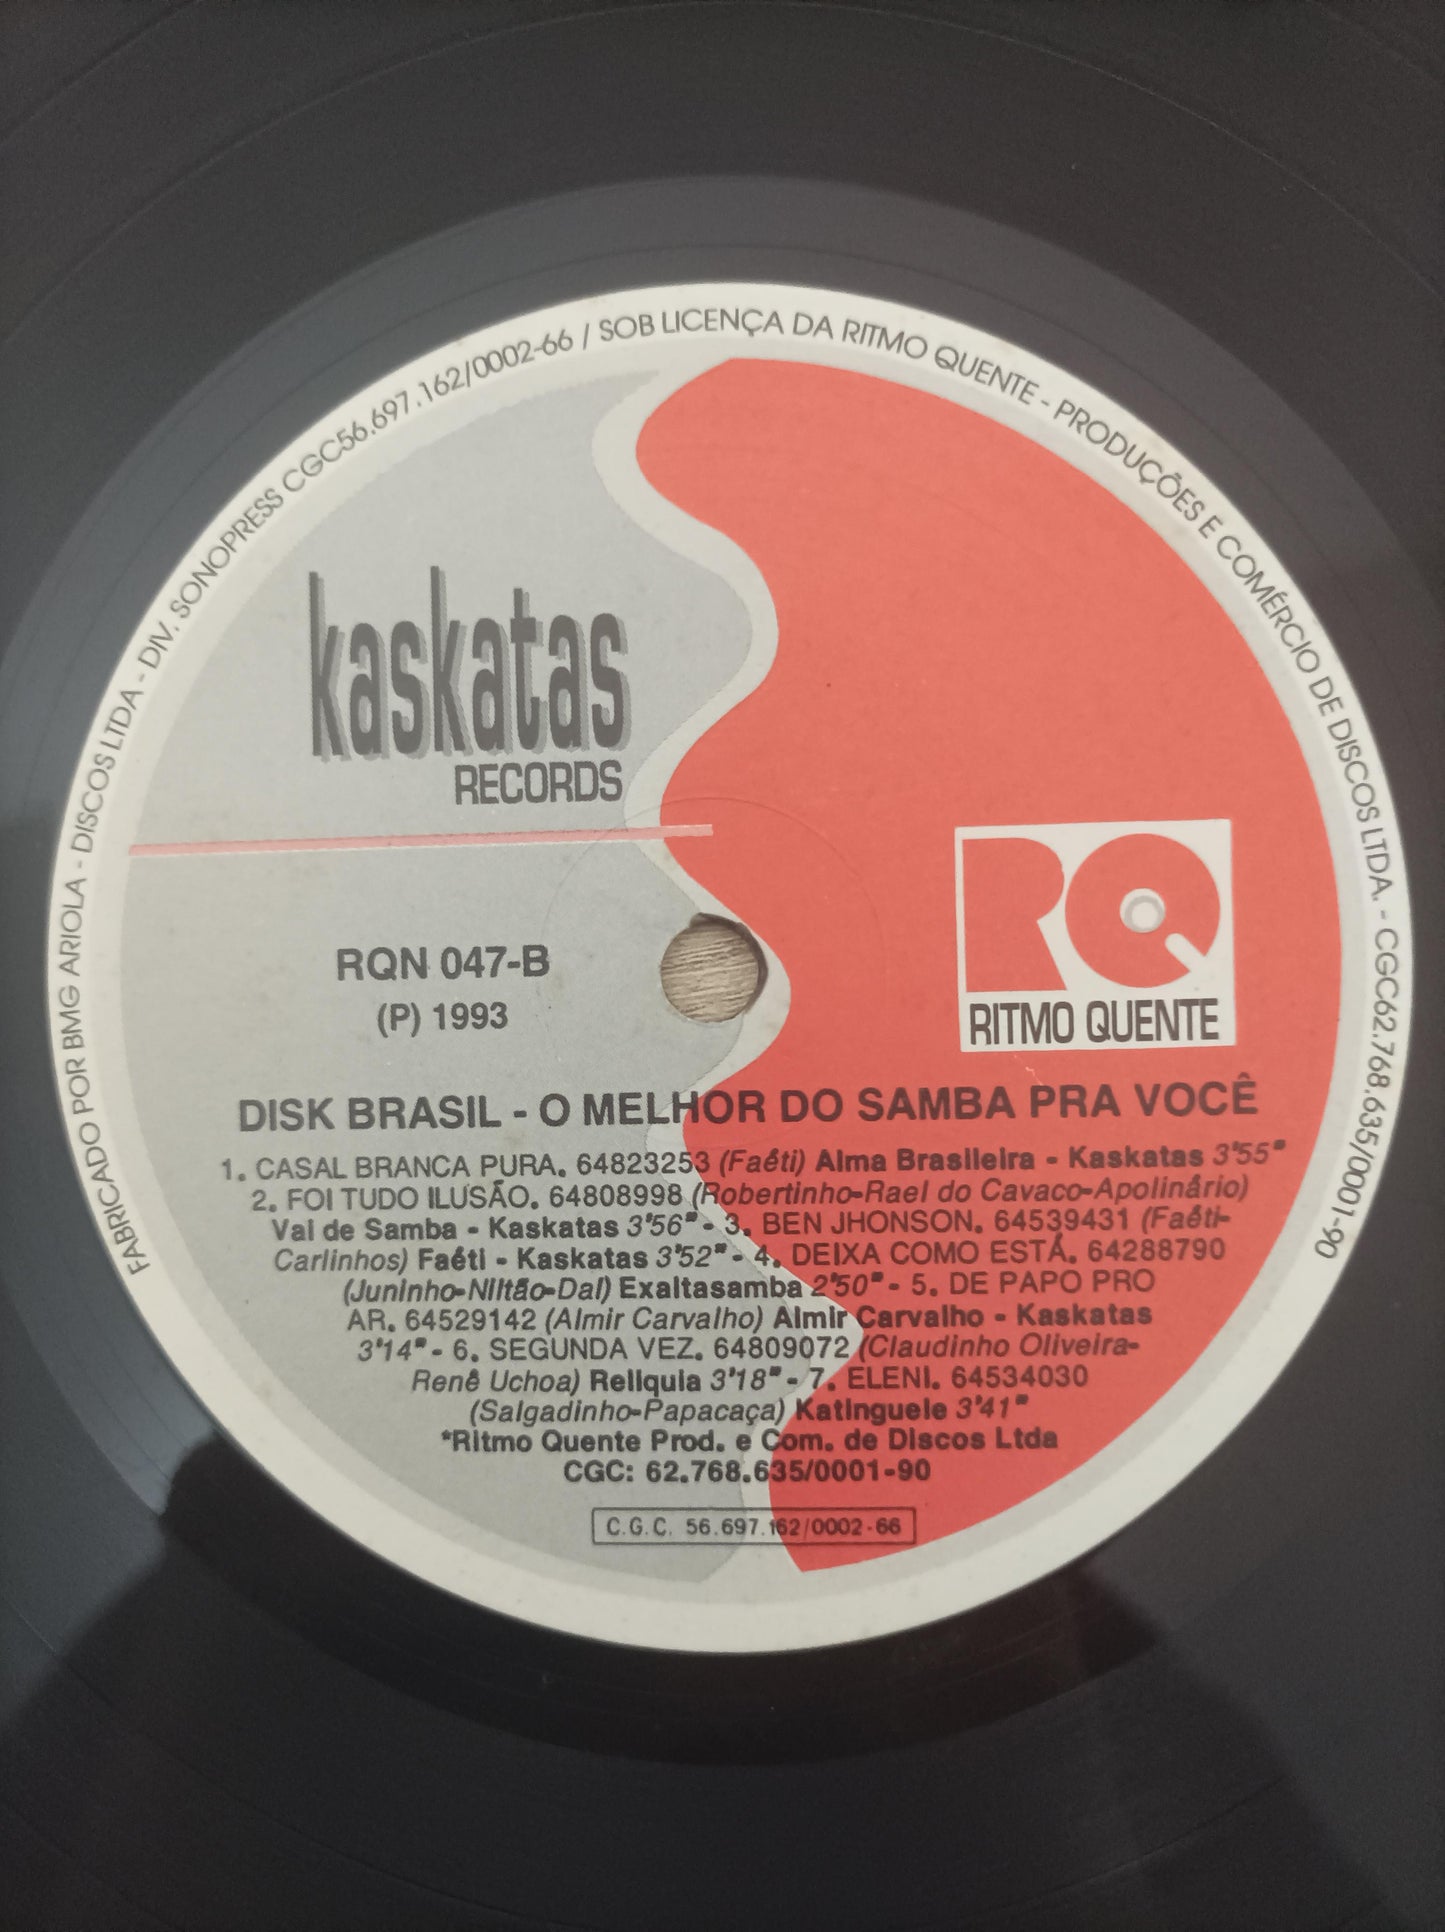 FABRICADO POR BMG ARIOLA - DISCOS LTDA - DIV. SONOPRESS CGC56.697.162/0002-66 / SOB LICENÇA DA RITMO QUENTE - PRODUÇÕES E COMÉRCIO DE DISCOS LTDA. - CGC62.768.635/0001-90
kaskatas
RECORDS
RQ
RITMO QUENTE
RQN 047-B
(P) 1993
DISK BRASIL - O MELHOR DO SAMBA PRA VOCÊ
1. CASAL BRANCA PURA. 64823253 (Faéti) Alma Brasileira - Kaskatas 3'55"
2. FOI TUDO ILUSÃO. 64808998 (Robertinho-Rael do Cavaco-Apolinário)
Vai de Samba - Kaskatas 3'56" - 3. BEN JHONSON. 64539431 (Faéti-
Carlinhos) Faéti - Kaskatas 3'52" - 4. DEIXA COMO ESTÁ. 64288790
(Juninho-Niltão-Dal) Exaltasamba 2'50" - 5. DE PAPO PRO
AR. 64529142 (Almir Carvalho) Almir Carvalho - Kaskatas
3'14" - 6. SEGUNDA VEZ. 64809072 (Claudinho Oliveira-
Renê Uchoa) Reliquia 3'18" - 7. ELENI. 64534030
(Salgadinho-Papacaça) Katinguele 3'41"
*Ritmo Quente Prod. e Com. de Discos Ltda
CGC: 62.768.635/0001-90
C.G.C. 56.697.162/0002-66